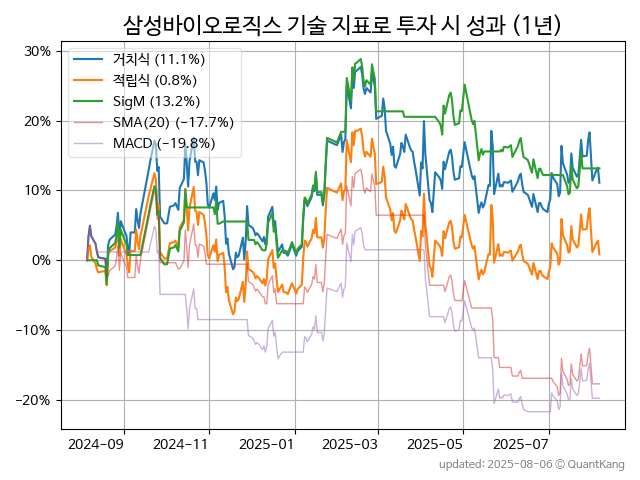 삼성바이오로직스 기술 지표로 투자 시 성과 (1년)
30%
20%
10%
0%
−10%
−20%
거치식 (11.1%)
적립식 (0.8%)
SigM (13.2%)
SMA(20) (−17.7%)
MACD (−19.8%)
2024-09
2024-11
2025-01
2025-03
2025-05
2025-07
updated: 2025-08-06 © QuantKang